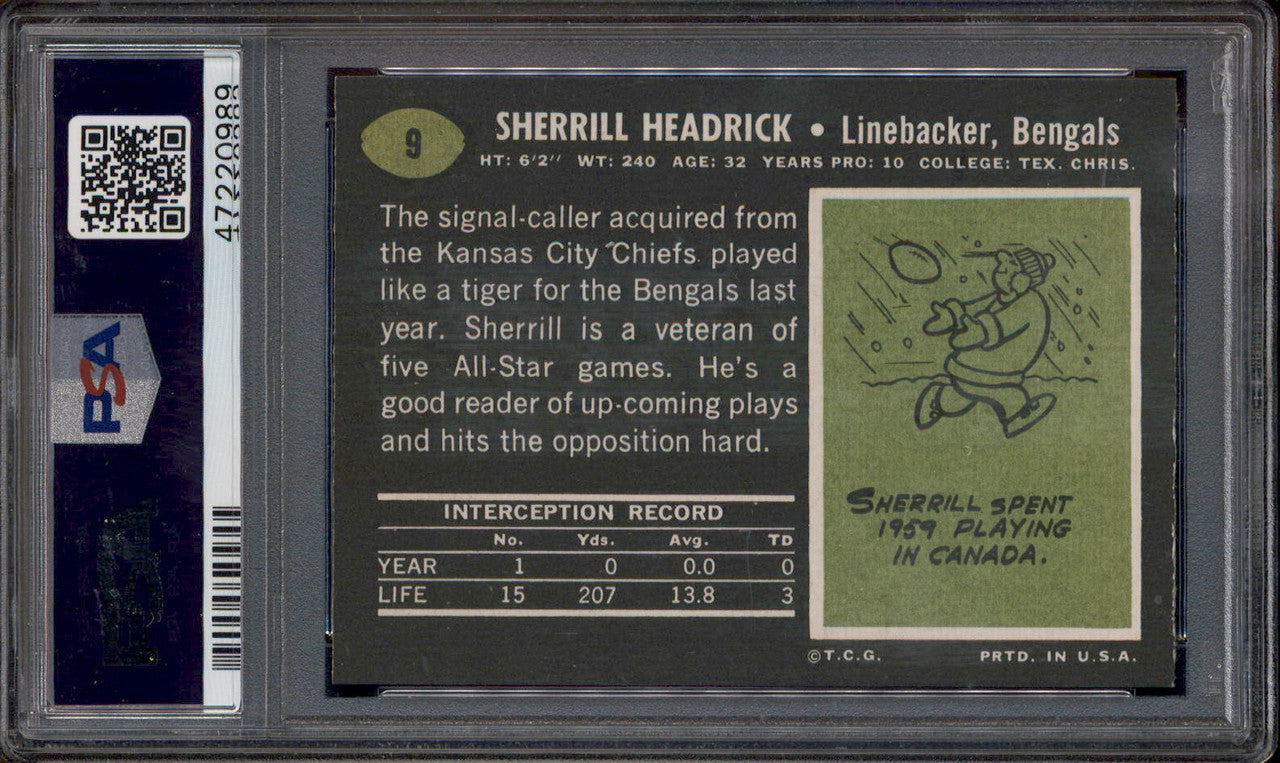 47220989
PSA
9
SHERRILL HEADRICK • Linebacker, Bengals
HT: 6'2" WT: 240 AGE: 32 YEARS PRO: 10 COLLEGE: TEX. CHRIS.
The signal-caller acquired from
the Kansas City Chiefs played
like a tiger for the Bengals last
year. Sherrill is a veteran of
five All-Star games. He's a
good reader of up-coming plays
and hits the opposition hard.
INTERCEPTION RECORD
No. Yds. Avg. TD
YEAR 1 0 0.0 0
LIFE 15 207 13.8 3
SHERRILL SPENT
1959 PLAYING
IN CANADA.
©T.C.G. PRTD. IN U.S.A.